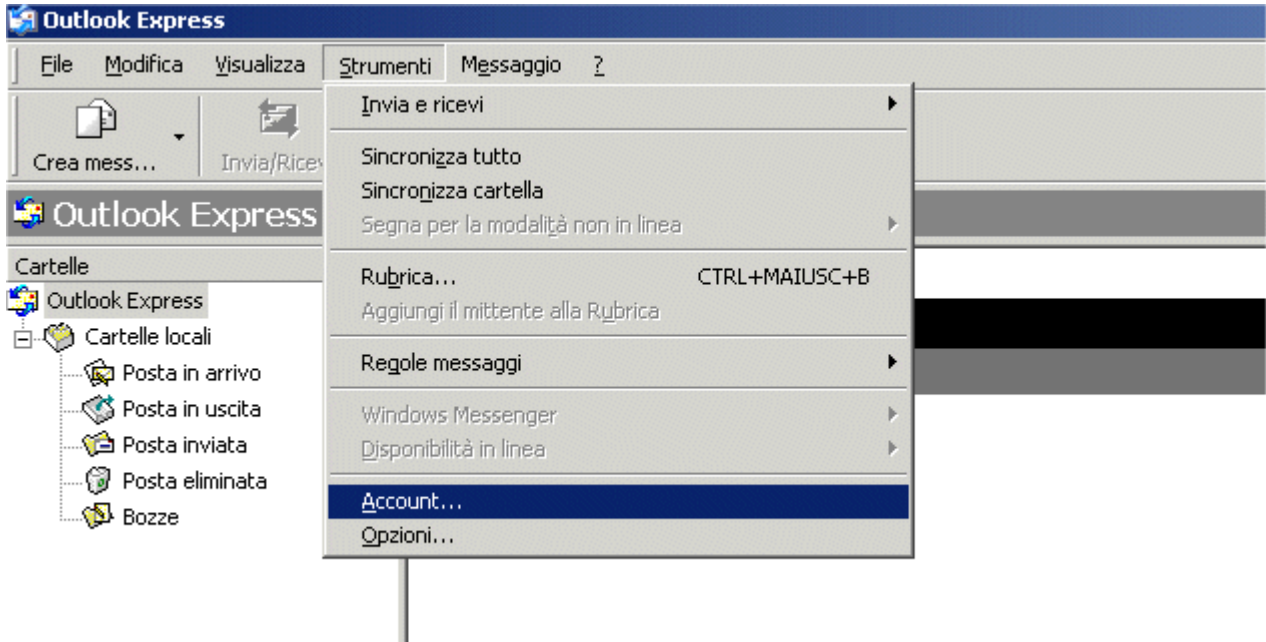 Outlook Express
File Modifica Visualizza Strumenti Messaggio ?
Crea mess... Invia/Ricev
Outlook Express
Cartelle
Outlook Express
Cartelle locali
Posta in arrivo
Posta in uscita
Posta inviata
Posta eliminata
Bozze
Invia e ricevi
Sincronizza tutto
Sincronizza cartella
Segna per la modalità non in linea
Rubrica... CTRL+MAIUSC+B
Aggiungi il mittente alla Rubrica
Regole messaggi
Windows Messenger
Disponibilità in linea
Account...
Opzioni...